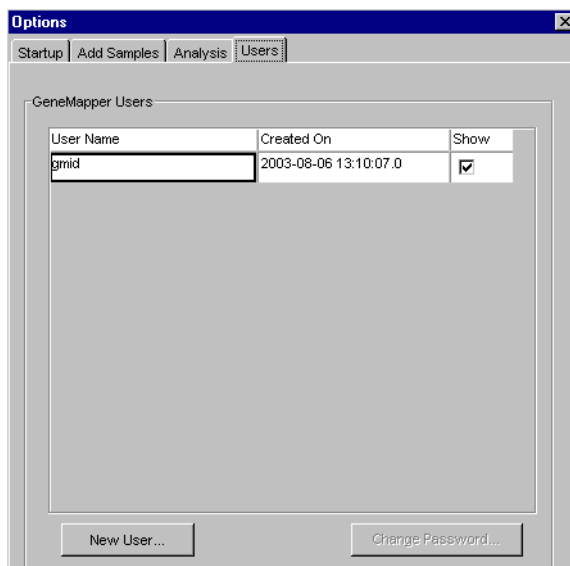 Options
Startup Add Samples Analysis Users
GeneMapper Users
User Name Created On Show
gmid 2003-08-06 13:10:07.0
New User... Change Password...